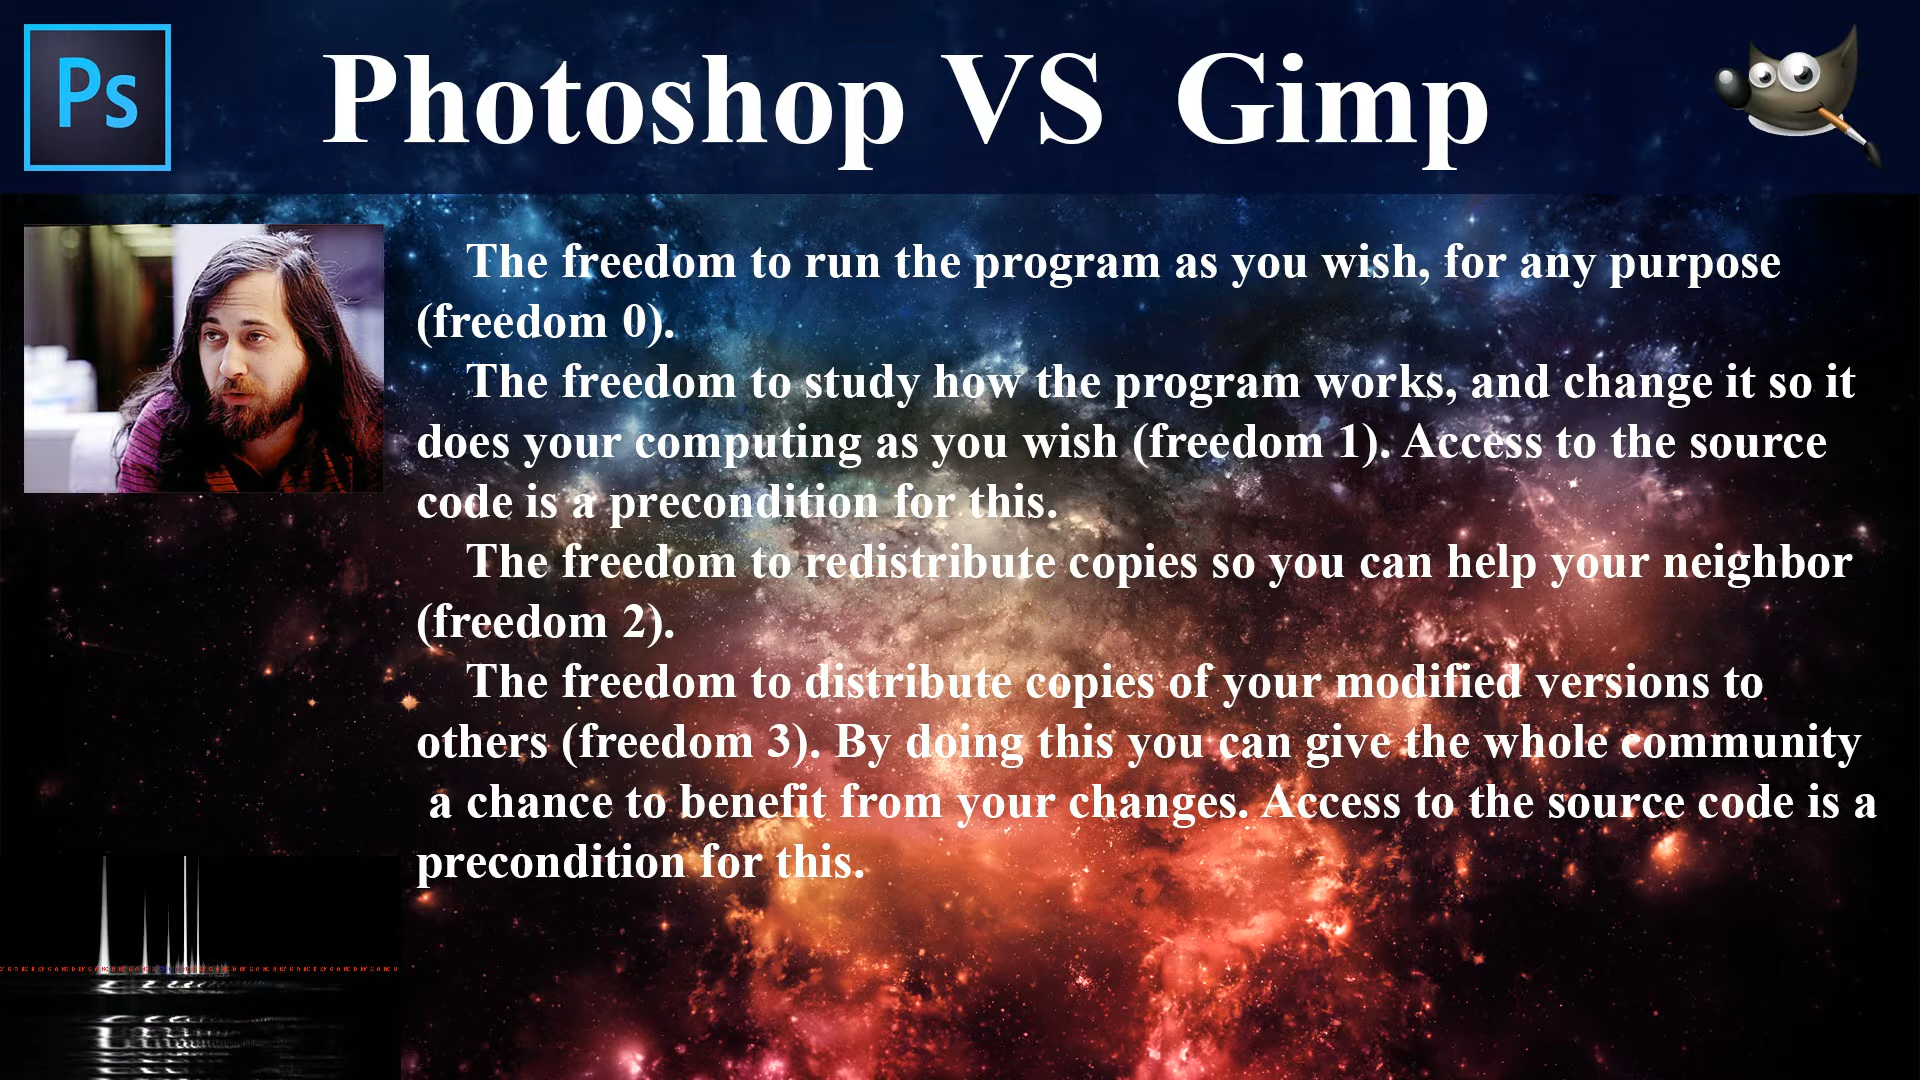 Ps
Photoshop VS Gimp
The freedom to run the program as you wish, for any purpose
(freedom 0).
The freedom to study how the program works, and change it so it
does your computing as you wish (freedom 1). Access to the source
code is a precondition for this.
The freedom to redistribute copies so you can help your neighbor
(freedom 2).
The freedom to distribute copies of your modified versions to
others (freedom 3). By doing this you can give the whole community
a chance to benefit from your changes. Access to the source code is a
precondition for this.